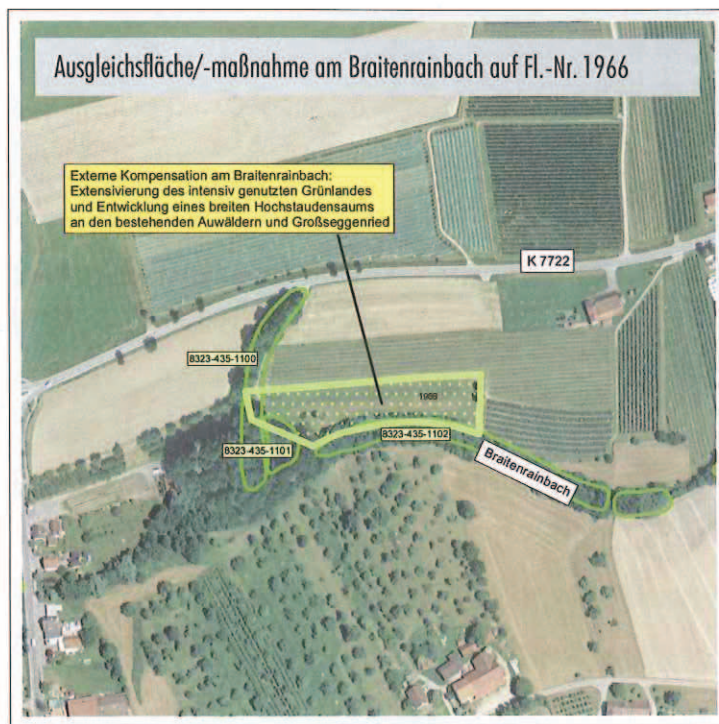 Ausgleichsfläche/-maßnahme am Braitenrainbach auf Fl.-Nr. 1966
Externe Kompensation am Braitenrainbach:
Extensivierung des intensiv genutzten Grünlandes
und Entwicklung eines breiten Hochstaudensaums
an den bestehenden Auwäldern und Großseggenried
K 7722
8323-435-1100
8323-435-1101
8323-435-1102
Braitenrainbach